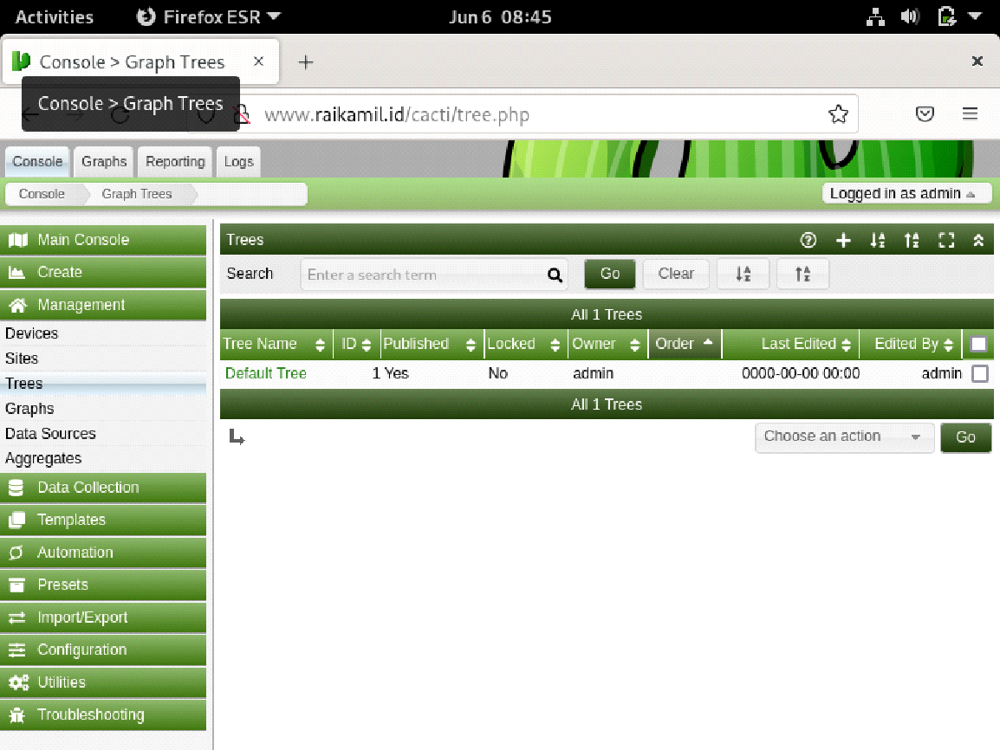 Activities Firefox ESR Jun 6 08:45
Console > Graph Trees
Console > Graph Trees
www.raikamil.id/cacti/tree.php
Console Graphs Reporting Logs
Console Graph Trees Logged in as admin
Main Console
Create
Management
Devices
Sites
Trees
Graphs
Data Sources
Aggregates
Data Collection
Templates
Automation
Presets
Import/Export
Configuration
Utilities
Troubleshooting
Trees
Search Enter a search term Go Clear
All 1 Trees
Tree Name ID Published Locked Owner Order Last Edited Edited By
Default Tree 1 Yes No admin 0000-00-00 00:00 admin
All 1 Trees
Choose an action Go